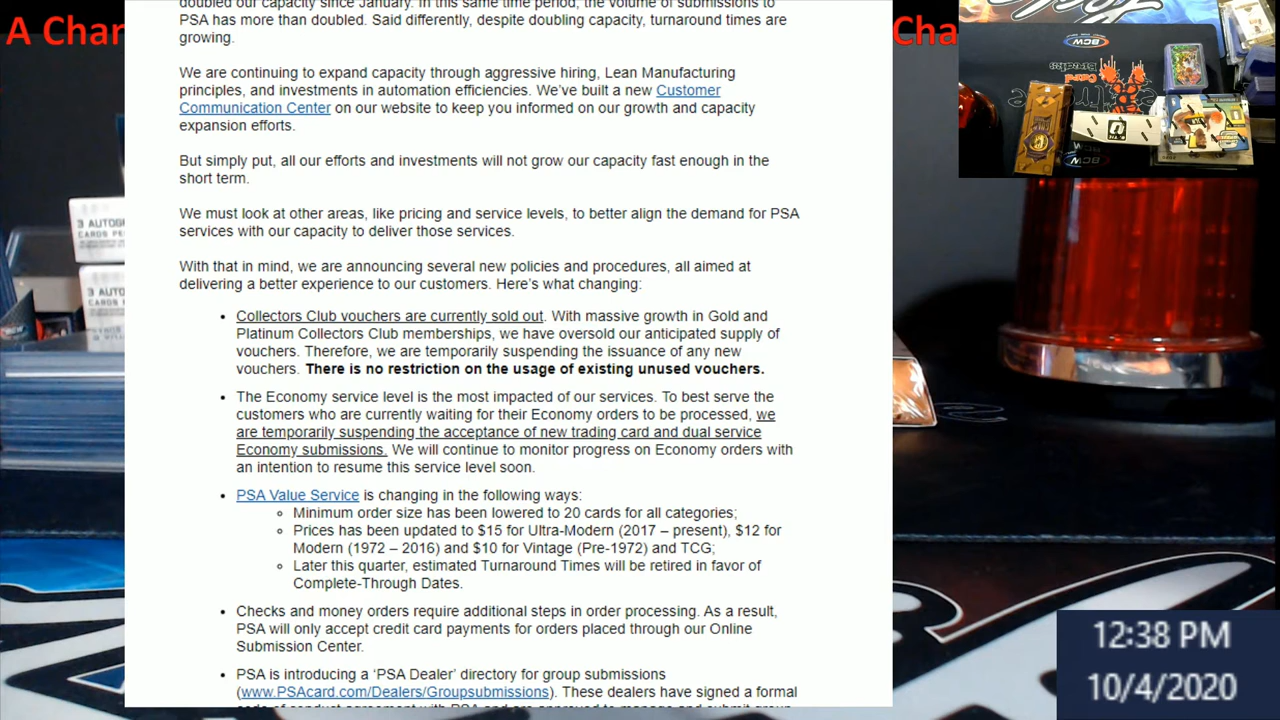 doubled our capacity since January. In this same time period, the volume of submissions to
PSA has more than doubled. Said differently, despite doubling capacity, turnaround times are
growing.
A Char
Cha
We are continuing to expand capacity through aggressive hiring, Lean Manufacturing
principles, and investments in automation efficiencies. We've built a new Customer
Communication Center on our website to keep you informed on our growth and capacity
expansion efforts.
But simply put, all our efforts and investments will not grow our capacity fast enough in the
short term.
We must look at other areas, like pricing and service levels, to better align the demand for PSA
services with our capacity to deliver those services.
With that in mind, we are announcing several new policies and procedures, all aimed at
delivering a better experience to our customers. Here's what changing:
• Collectors Club vouchers are currently sold out. With massive growth in Gold and
Platinum Collectors Club memberships, we have oversold our anticipated supply of
vouchers. Therefore, we are temporarily suspending the issuance of any new
vouchers. There is no restriction on the usage of existing unused vouchers.
• The Economy service level is the most impacted of our services. To best serve the
customers who are currently waiting for their Economy orders to be processed, we
are temporarily suspending the acceptance of new trading card and dual service
Economy submissions. We will continue to monitor progress on Economy orders with
an intention to resume this service level soon.
• PSA Value Service is changing in the following ways:
◦ Minimum order size has been lowered to 20 cards for all categories;
◦ Prices has been updated to $15 for Ultra-Modern (2017 – present), $12 for
Modern (1972 – 2016) and $10 for Vintage (Pre-1972) and TCG;
◦ Later this quarter, estimated Turnaround Times will be retired in favor of
Complete-Through Dates.
• Checks and money orders require additional steps in order processing. As a result,
PSA will only accept credit card payments for orders placed through our Online
Submission Center.
• PSA is introducing a 'PSA Dealer' directory for group submissions
(www.PSAcard.com/Dealers/Groupsubmissions). These dealers have signed a formal
3 AUTOG
CARDS PE
3 AUTO
CARDS
BCW
Card
Breaks
BCW
12:38 PM
10/4/2020